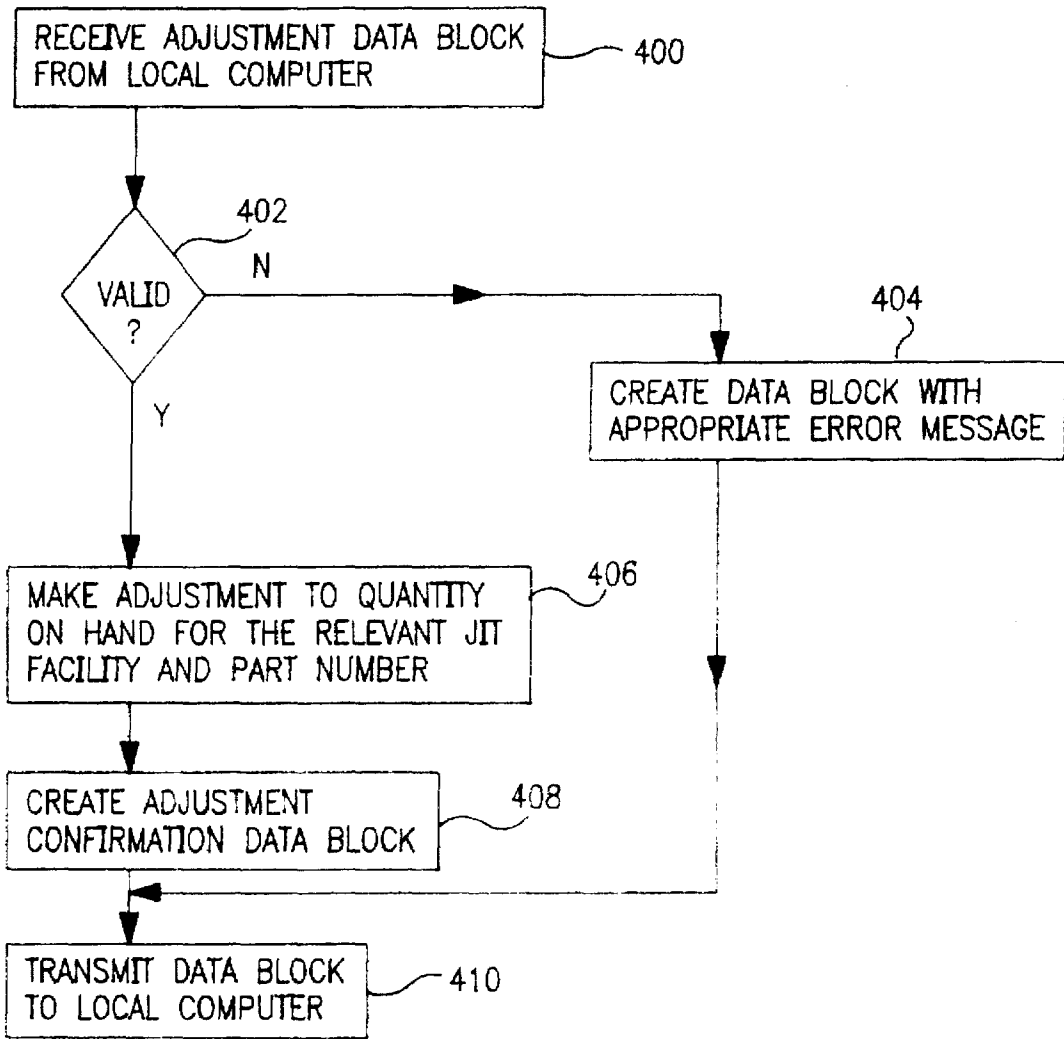 RECEIVE ADJUSTMENT DATA BLOCK
FROM LOCAL COMPUTER
400
402
VALID
?
N
Y
404
CREATE DATA BLOCK WITH
APPROPRIATE ERROR MESSAGE
MAKE ADJUSTMENT TO QUANTITY
ON HAND FOR THE RELEVANT JIT
FACILITY AND PART NUMBER
406
CREATE ADJUSTMENT
CONFIRMATION DATA BLOCK
408
TRANSMIT DATA BLOCK
TO LOCAL COMPUTER
410